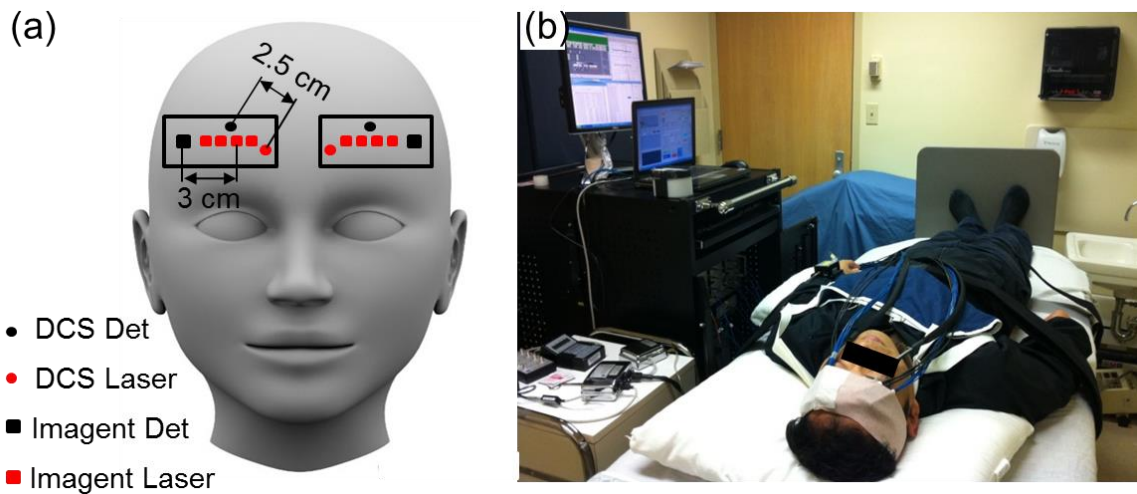 (a)
2.5 cm
3 cm
DCS Det
DCS Laser
Imagent Det
Imagent Laser
(b)